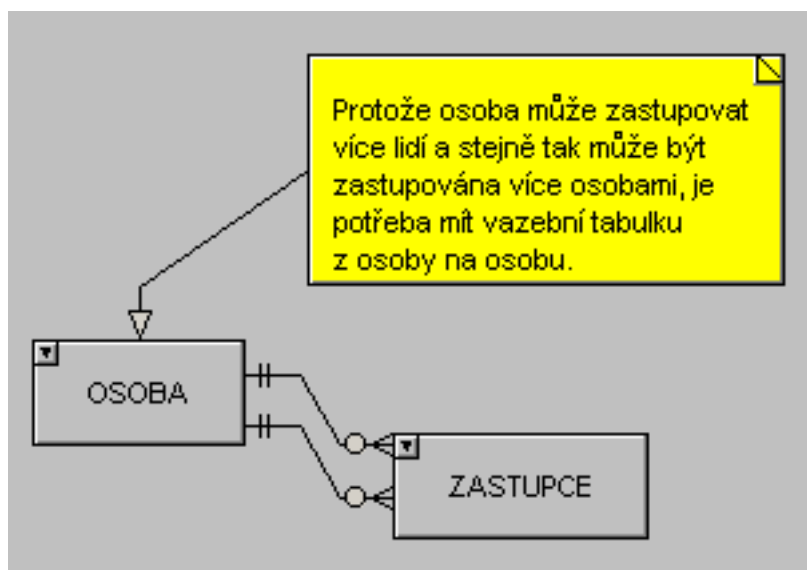 Protože osoba může zastupovat
více lidí a stejně tak může být
zastupována více osobami, je
potřeba mít vazební tabulku
z osoby na osobu.
OSOBA
ZASTUPCE